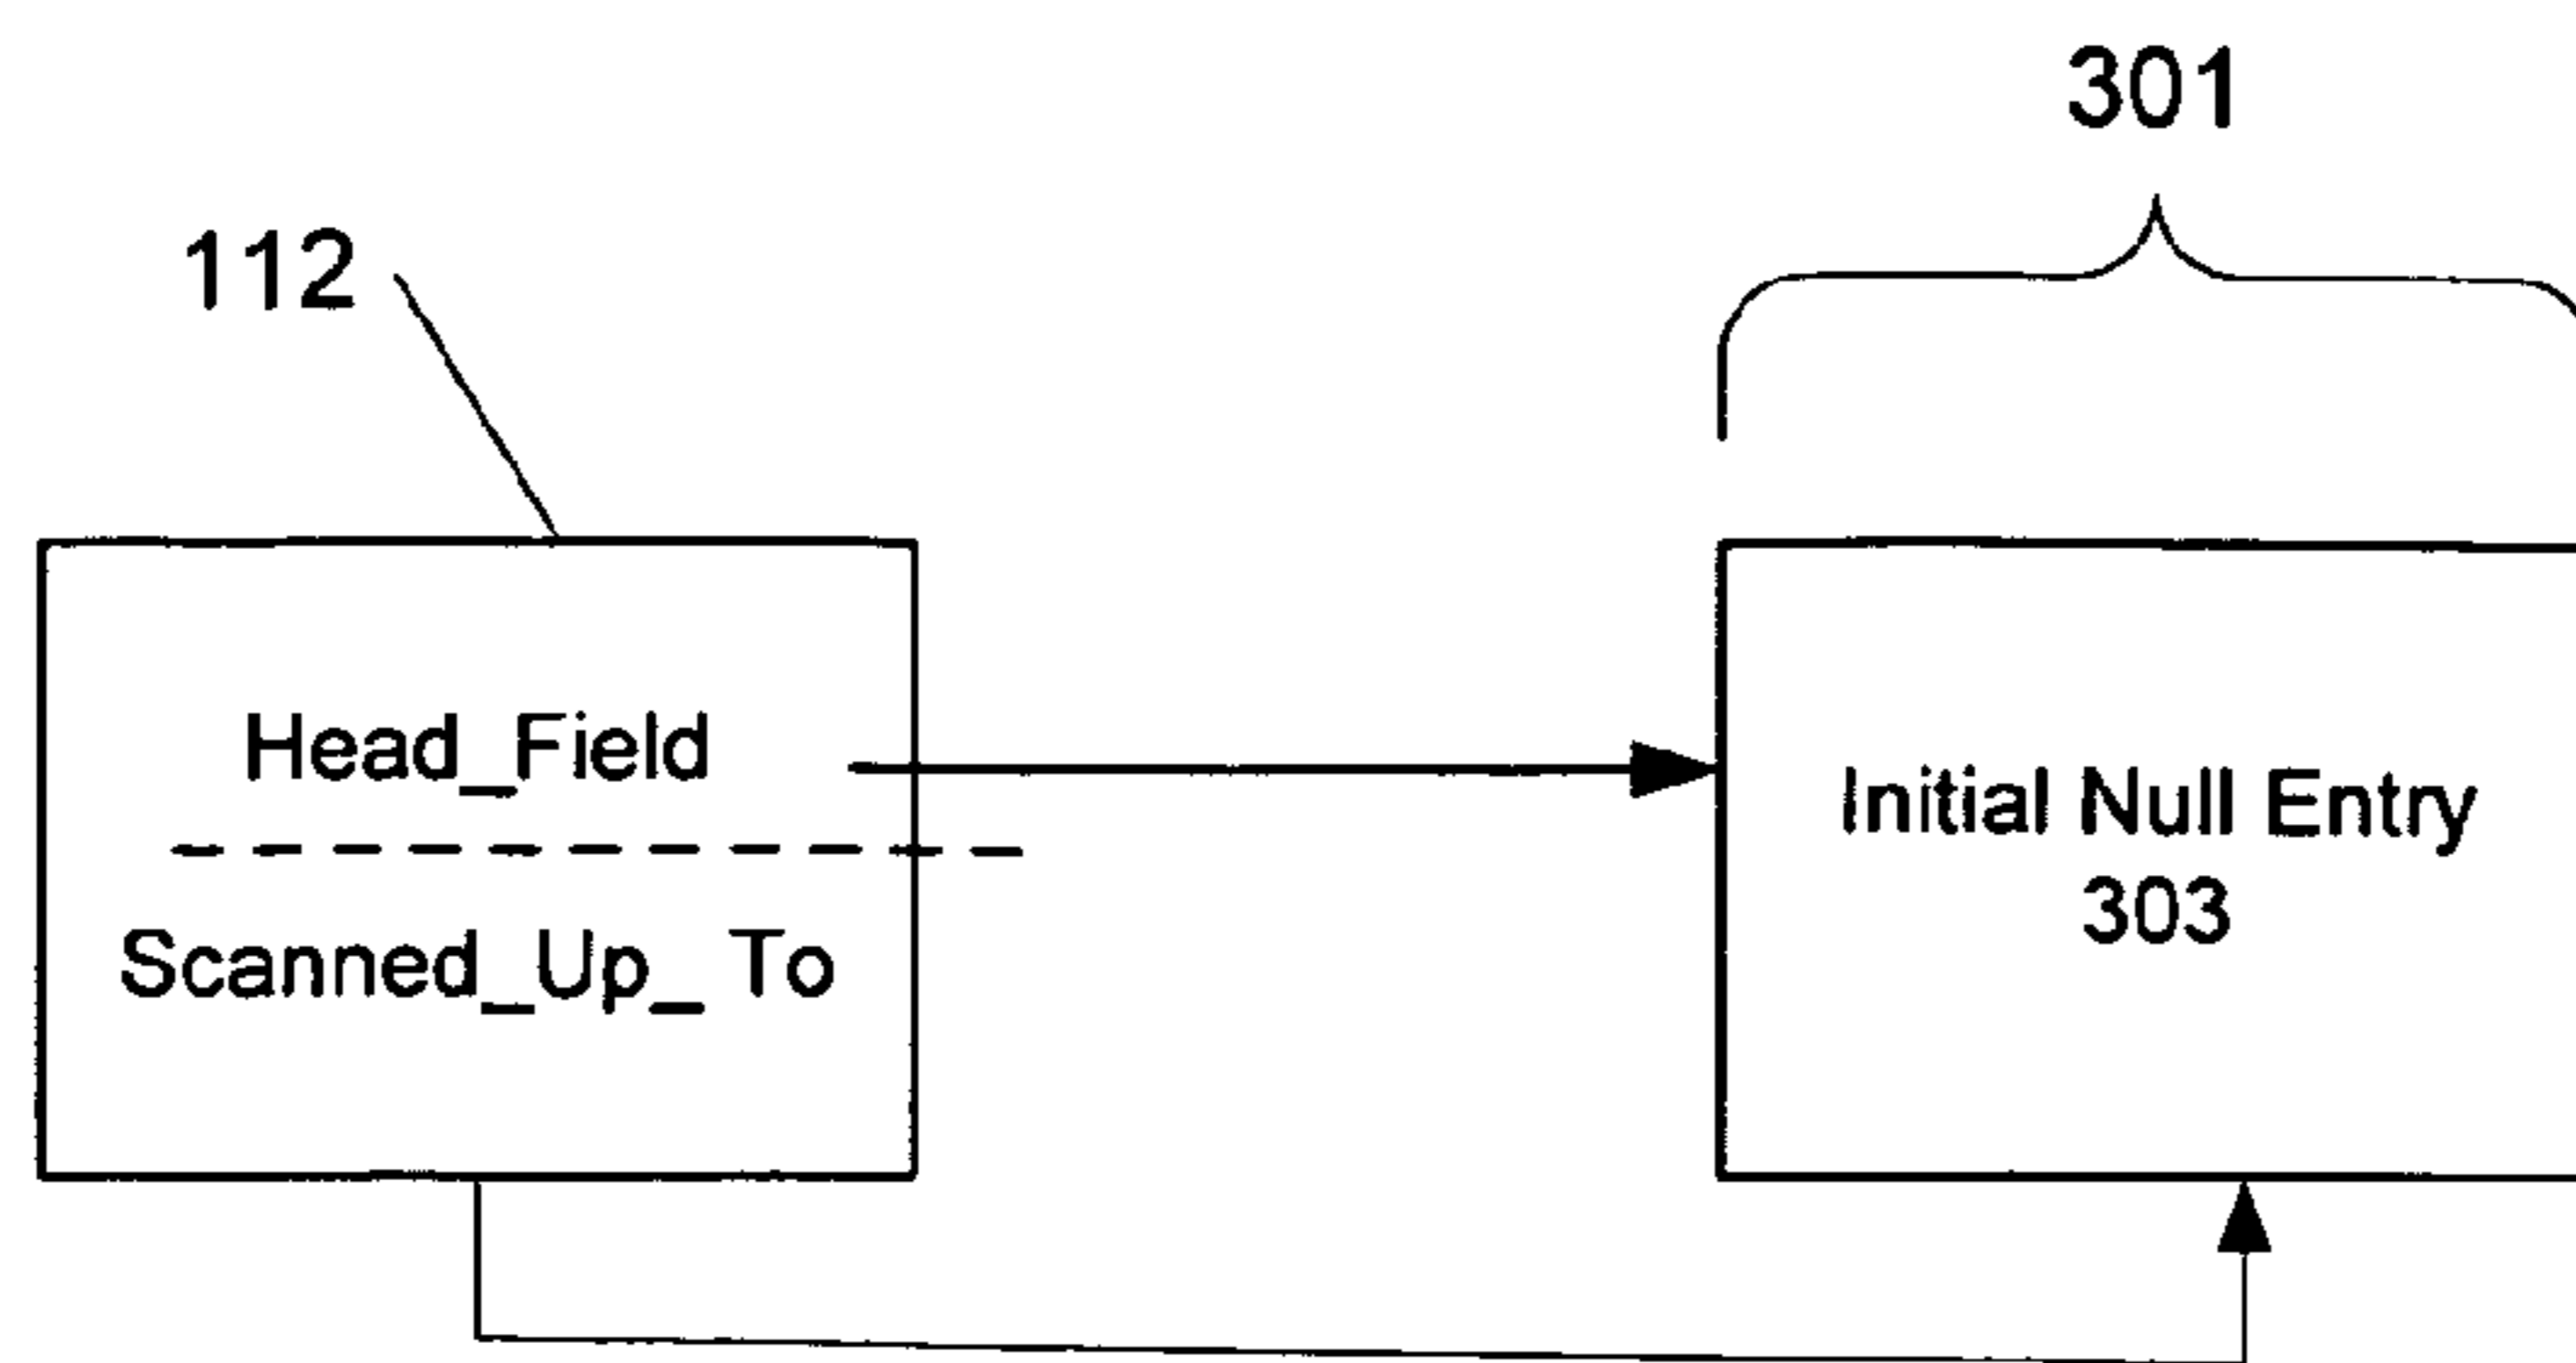 301
112
Head_Field
Scanned_Up_ To
Initial Null Entry
303